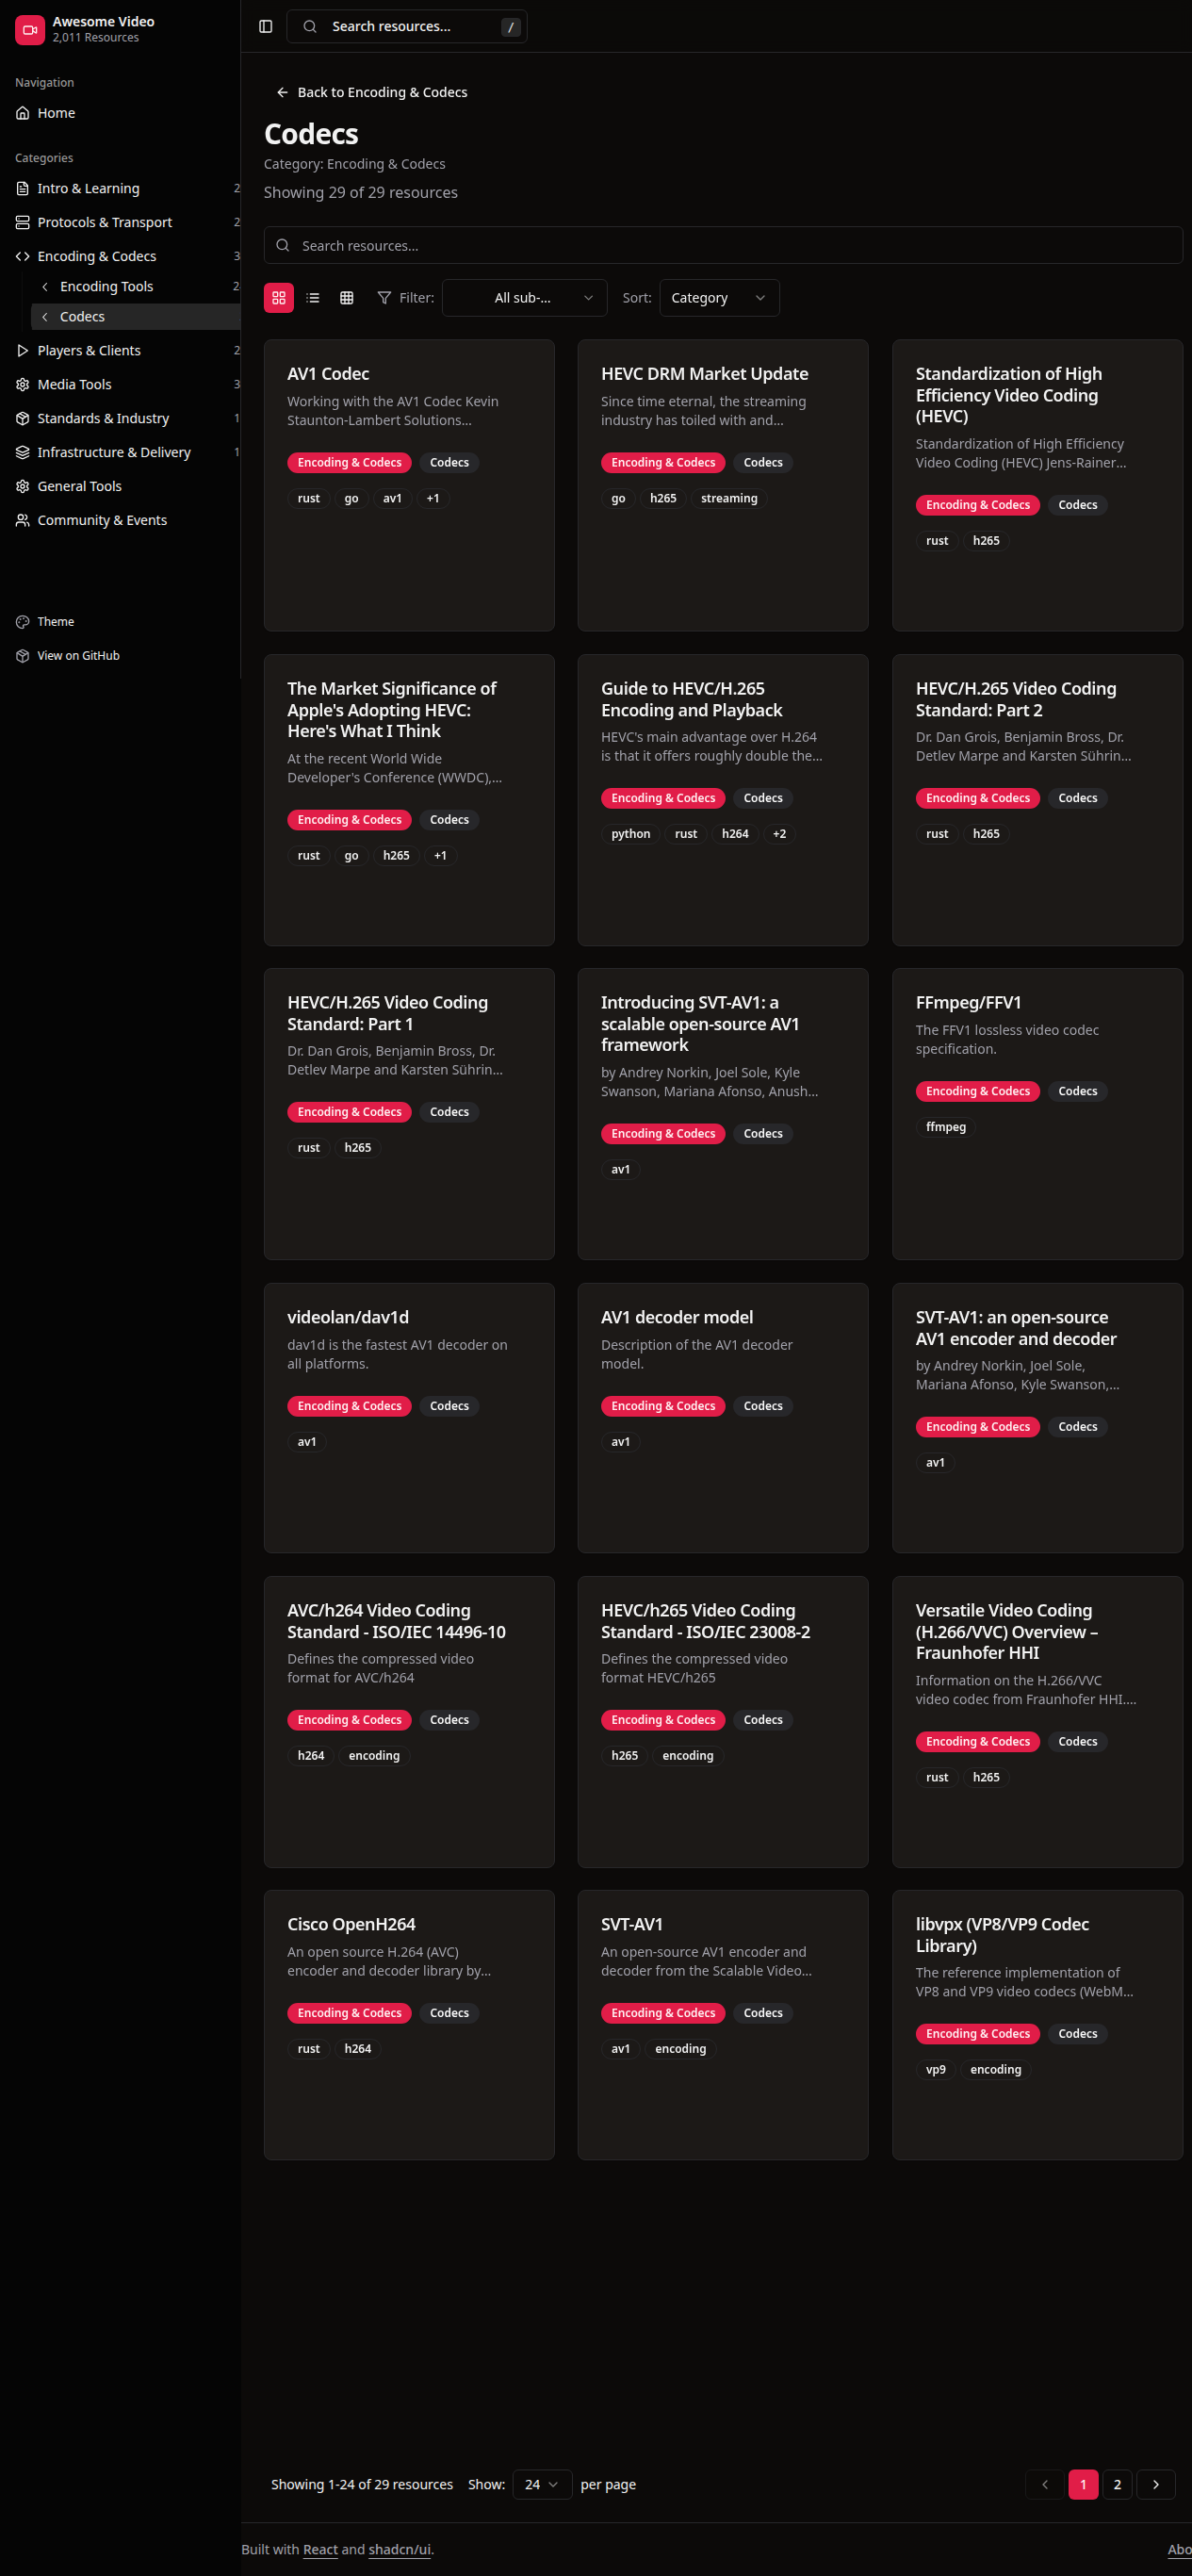 Awesome Video
2,011 Resources
Navigation
Home
Categories
Intro & Learning 2
Protocols & Transport 2
Encoding & Codecs 3
Encoding Tools 2
Codecs
Players & Clients 2
Media Tools 3
Standards & Industry 1
Infrastructure & Delivery 1
General Tools
Community & Events
Theme
View on GitHub
Search resources... /
Back to Encoding & Codecs
Codecs
Category: Encoding & Codecs
Showing 29 of 29 resources
Search resources...
Filter: All sub-... Sort: Category
AV1 Codec
Working with the AV1 Codec Kevin
Staunton-Lambert Solutions...
Encoding & Codecs Codecs
rust go av1 +1
HEVC DRM Market Update
Since time eternal, the streaming
industry has toiled with and...
Encoding & Codecs Codecs
go h265 streaming
Standardization of High
Efficiency Video Coding
(HEVC)
Standardization of High Efficiency
Video Coding (HEVC) Jens-Rainer...
Encoding & Codecs Codecs
rust h265
The Market Significance of
Apple's Adopting HEVC:
Here's What I Think
At the recent World Wide
Developer's Conference (WWDC),...
Encoding & Codecs Codecs
rust go h265 +1
Guide to HEVC/H.265
Encoding and Playback
HEVC's main advantage over H.264
is that it offers roughly double the...
Encoding & Codecs Codecs
python rust h264 +2
HEVC/H.265 Video Coding
Standard: Part 2
Dr. Dan Grois, Benjamin Bross, Dr.
Detlev Marpe and Karsten Sührin...
Encoding & Codecs Codecs
rust h265
HEVC/H.265 Video Coding
Standard: Part 1
Dr. Dan Grois, Benjamin Bross, Dr.
Detlev Marpe and Karsten Sührin...
Encoding & Codecs Codecs
rust h265
Introducing SVT-AV1: a
scalable open-source AV1
framework
by Andrey Norkin, Joel Sole, Kyle
Swanson, Mariana Afonso, Anush...
Encoding & Codecs Codecs
av1
FFmpeg/FFV1
The FFV1 lossless video codec
specification.
Encoding & Codecs Codecs
ffmpeg
videolan/dav1d
dav1d is the fastest AV1 decoder on
all platforms.
Encoding & Codecs Codecs
av1
AV1 decoder model
Description of the AV1 decoder
model.
Encoding & Codecs Codecs
av1
SVT-AV1: an open-source
AV1 encoder and decoder
by Andrey Norkin, Joel Sole,
Mariana Afonso, Kyle Swanson,...
Encoding & Codecs Codecs
av1
AVC/h264 Video Coding
Standard - ISO/IEC 14496-10
Defines the compressed video
format for AVC/h264
Encoding & Codecs Codecs
h264 encoding
HEVC/h265 Video Coding
Standard - ISO/IEC 23008-2
Defines the compressed video
format HEVC/h265
Encoding & Codecs Codecs
h265 encoding
Versatile Video Coding
(H.266/VVC) Overview –
Fraunhofer HHI
Information on the H.266/VVC
video codec from Fraunhofer HHI....
Encoding & Codecs Codecs
rust h265
Cisco OpenH264
An open source H.264 (AVC)
encoder and decoder library by...
Encoding & Codecs Codecs
rust h264
SVT-AV1
An open-source AV1 encoder and
decoder from the Scalable Video...
Encoding & Codecs Codecs
av1 encoding
libvpx (VP8/VP9 Codec
Library)
The reference implementation of
VP8 and VP9 video codecs (WebM...
Encoding & Codecs Codecs
vp9 encoding
Showing 1-24 of 29 resources Show: 24 per page
1 2
Built with React and shadcn/ui. Abo